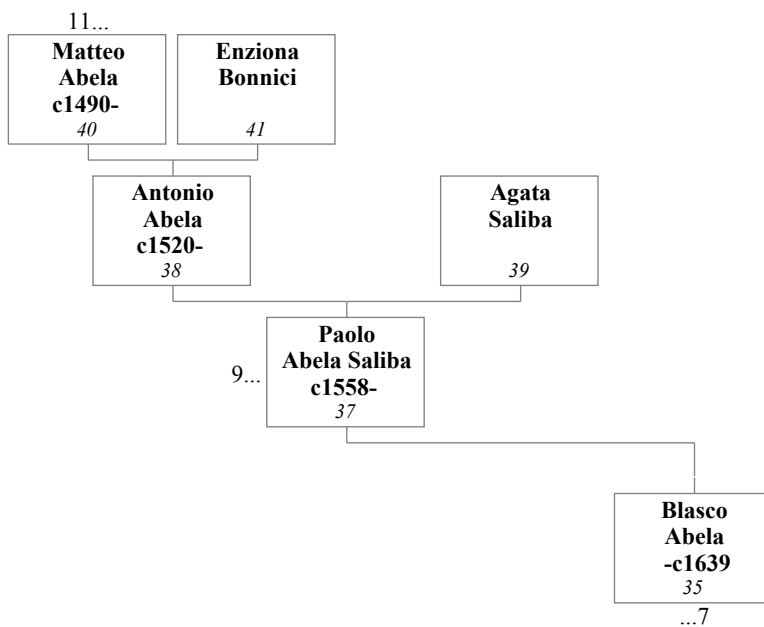 11...
Matteo
Abela
c1490-
40
Enziona
Bonnici
41
Antonio
Abela
c1520-
38
Agata
Saliba
39
9...
Paolo
Abela Saliba
c1558-
37
Blasco
Abela
-c1639
35
...7